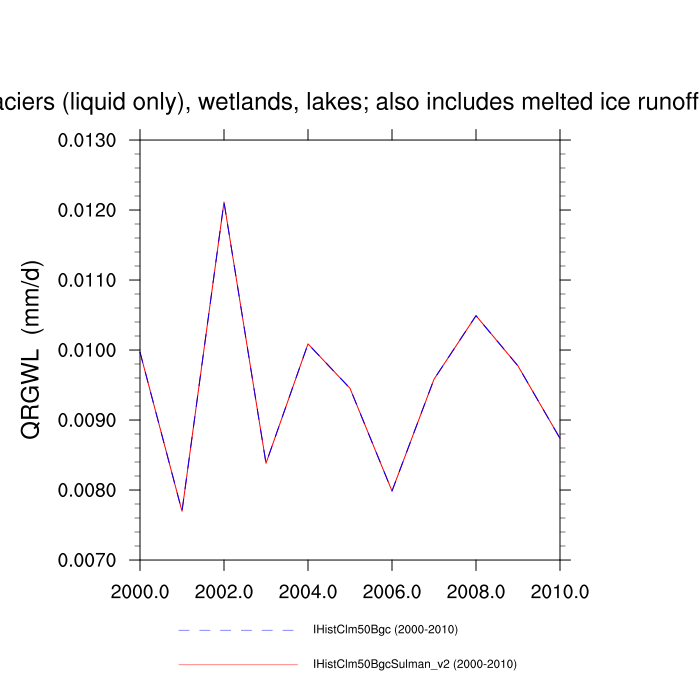 aciers (liquid only), wetlands, lakes; also includes melted ice runoff
0.0130
0.0120
0.0110
0.0100
0.0090
0.0080
0.0070
QRGWL (mm/d)
2000.0 2002.0 2004.0 2006.0 2008.0 2010.0
IHistClm50Bgc (2000-2010)
IHistClm50BgcSulman_v2 (2000-2010)